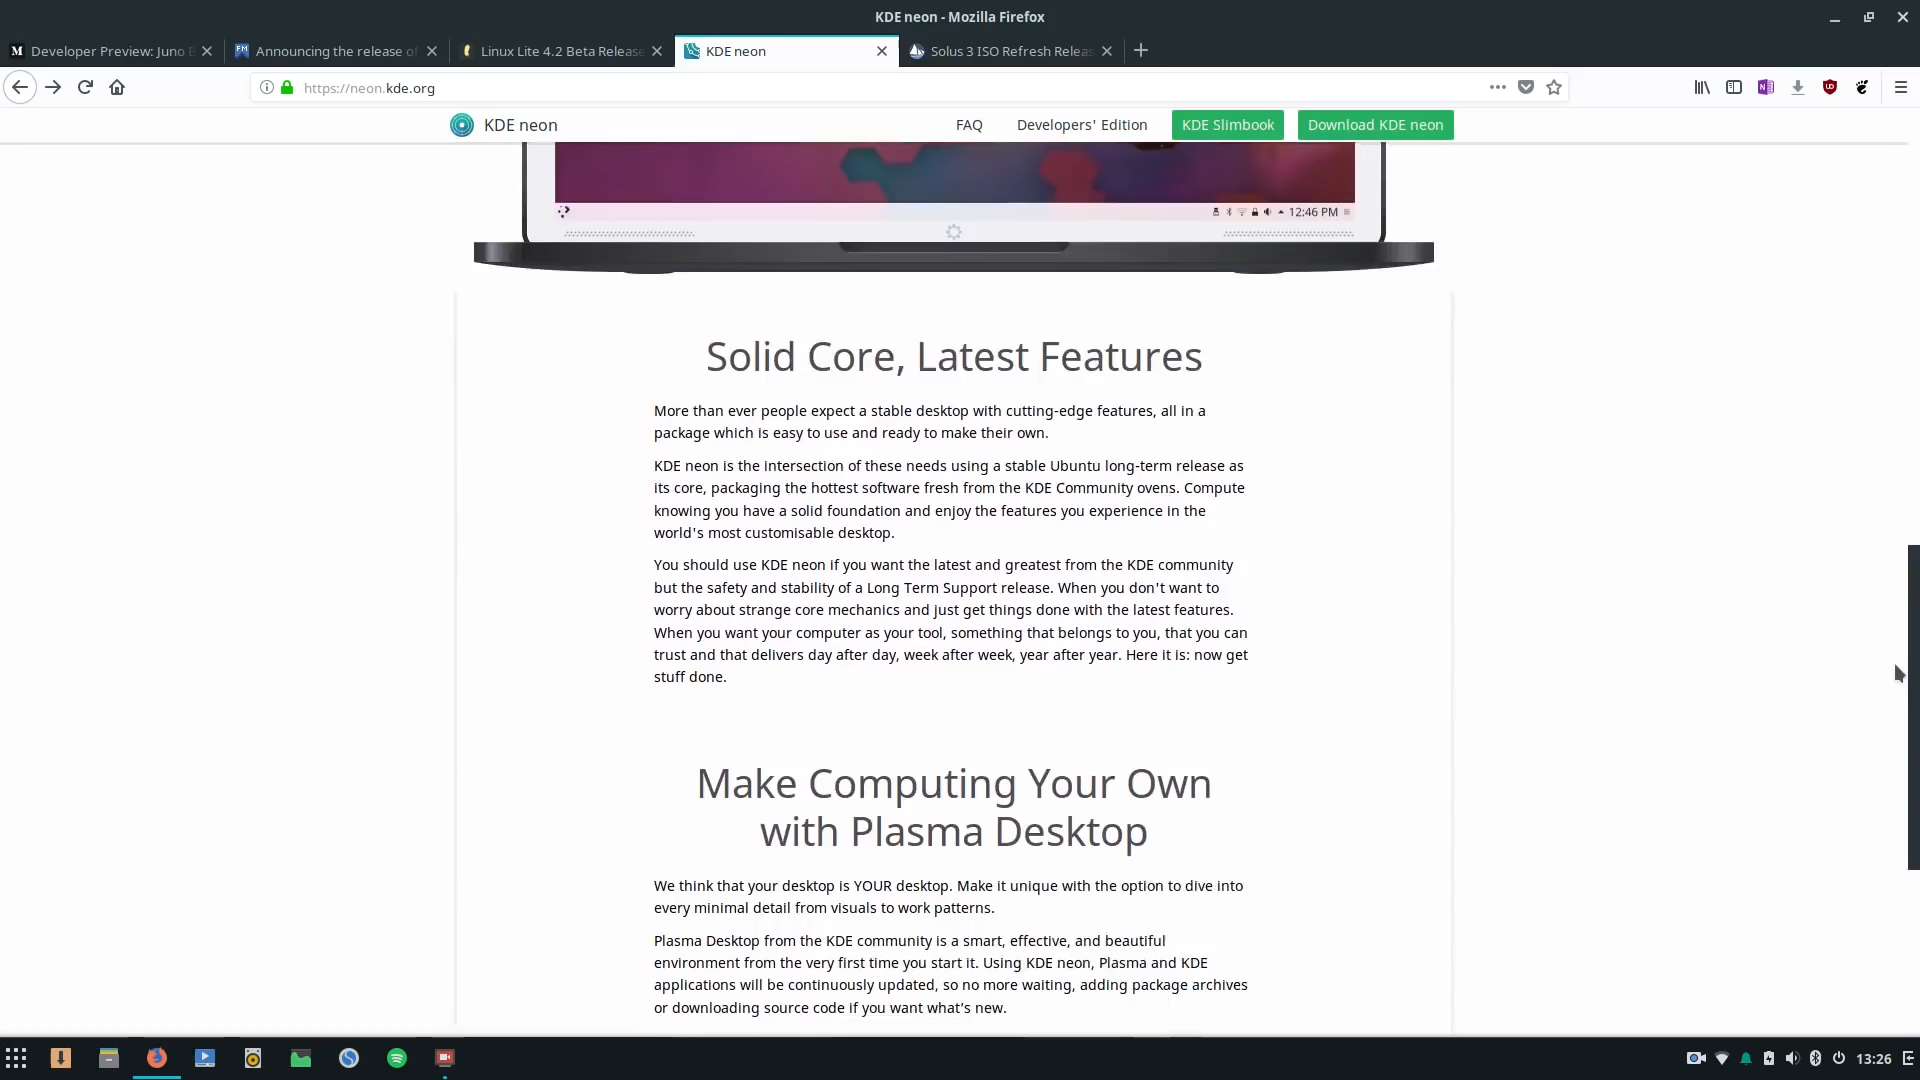 KDE neon - Mozilla Firefox
Developer Preview: Juno B
Announcing the release of
Linux Lite 4.2 Beta Release
KDE neon
Solus 3 ISO Refresh Relea
https://neon.kde.org
KDE neon
FAQ
Developers' Edition
KDE Slimbook
Download KDE neon
12:46 PM
Solid Core, Latest Features
More than ever people expect a stable desktop with cutting-edge features, all in a
package which is easy to use and ready to make their own.
KDE neon is the intersection of these needs using a stable Ubuntu long-term release as
its core, packaging the hottest software fresh from the KDE Community ovens. Compute
knowing you have a solid foundation and enjoy the features you experience in the
world's most customisable desktop.
You should use KDE neon if you want the latest and greatest from the KDE community
but the safety and stability of a Long Term Support release. When you don't want to
worry about strange core mechanics and just get things done with the latest features.
When you want your computer as your tool, something that belongs to you, that you can
trust and that delivers day after day, week after week, year after year. Here it is: now get
stuff done.
Make Computing Your Own
with Plasma Desktop
We think that your desktop is YOUR desktop. Make it unique with the option to dive into
every minimal detail from visuals to work patterns.
Plasma Desktop from the KDE community is a smart, effective, and beautiful
environment from the very first time you start it. Using KDE neon, Plasma and KDE
applications will be continuously updated, so no more waiting, adding package archives
or downloading source code if you want what's new.
13:26